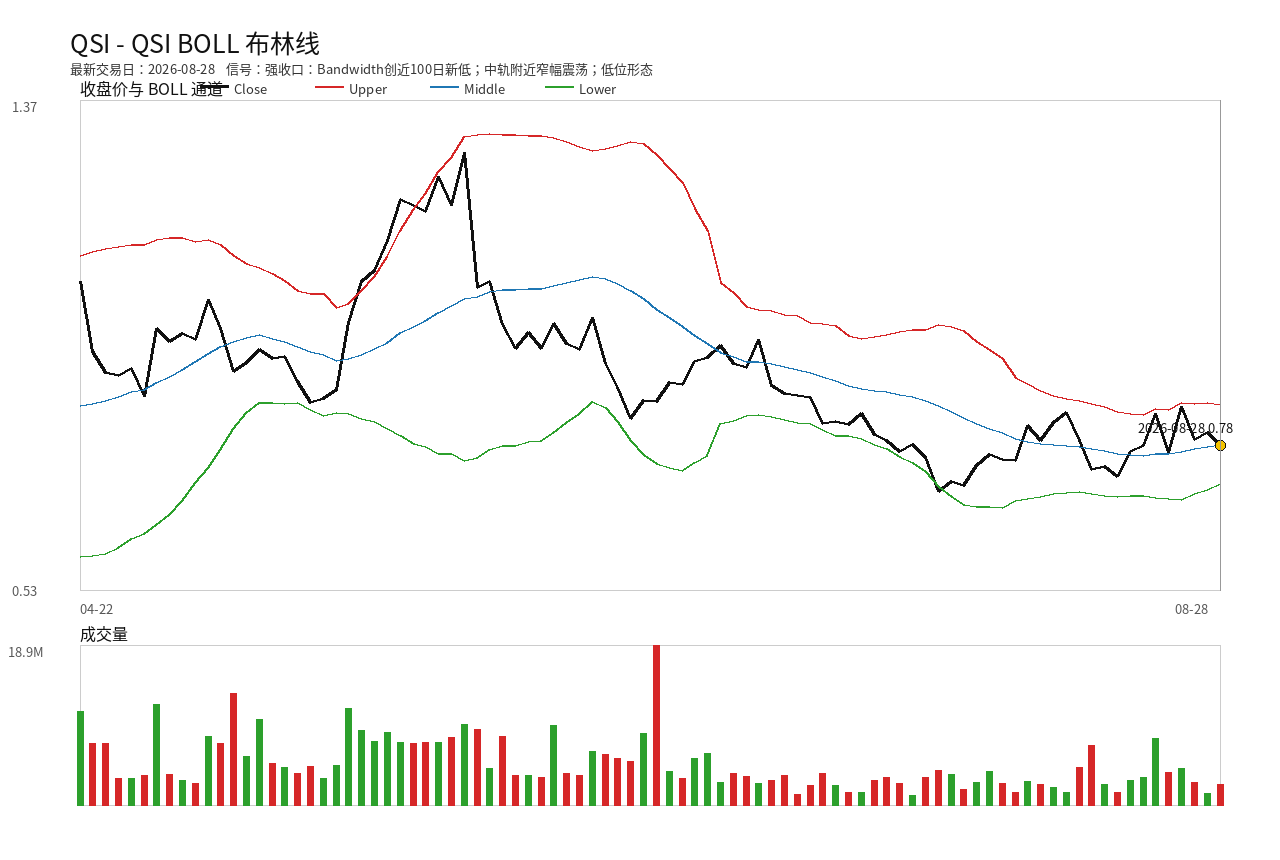 QSI - QSI BOLL 布林线
最新交易日：2026-08-28 信号：强收口：Bandwidth创近100日新低；中轨附近窄幅震荡；低位形态
收盘价与 BOLL 通道 Close Upper Middle Lower
1.37
2026-08-28 0.78
0.53
04-22 08-28
成交量
18.9M